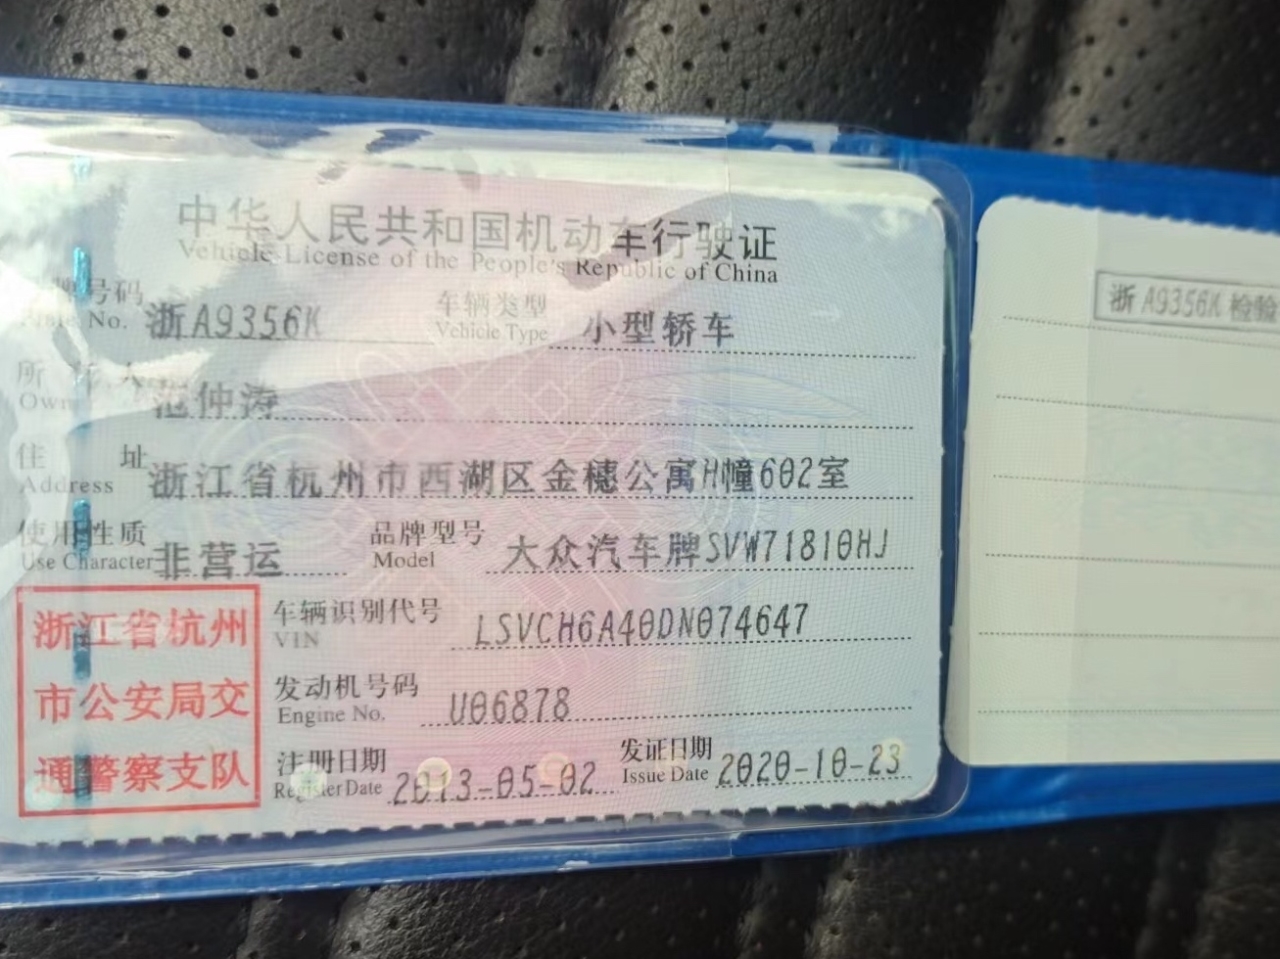 中华人民共和国机动车行驶证
Vehicle License of the People's Republic of China
号码 浙A9356K 车辆类型 小型轿车
Plate No. Vehicle Type
所 有 人 范仲涛
Owner
住 址 浙江省杭州市西湖区金穗公寓H幢602室
Address
使用性质 非营运 品牌型号 大众汽车牌SVW71810HJ
Use Character Model
浙江省杭州
市公安局交
通警察支队
车辆识别代号 LSVCH6A40DN074647
VIN
发动机号码 U06878
Engine No.
注册日期 2013-05-02 发证日期 2020-10-23
Register Date Issue Date
浙A9356K 检验